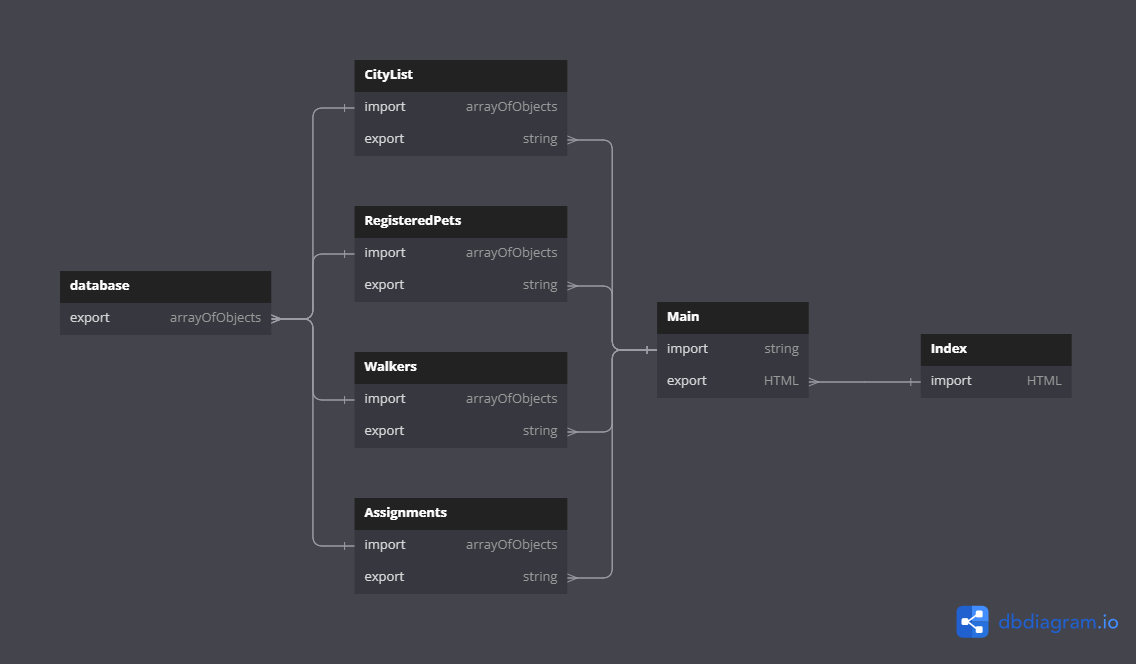 CityList
import arrayOfObjects
export string
RegisteredPets
import arrayOfObjects
export string
database
export arrayOfObjects
Main
import string
export HTML
Index
import HTML
Walkers
import arrayOfObjects
export string
Assignments
import arrayOfObjects
export string
dbdiagram.io